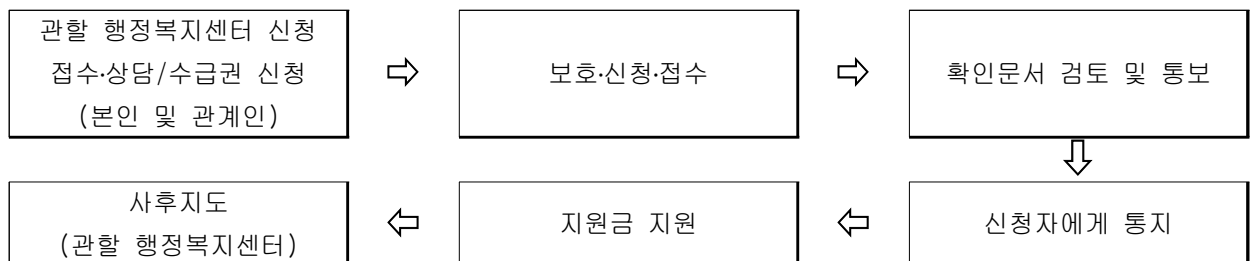 관할 행정복지센터 신청
접수·상담/수급권 신청
(본인 및 관계인)
보호·신청·접수
확인문서 검토 및 통보
신청자에게 통지
지원금 지원
사후지도
(관할 행정복지센터)